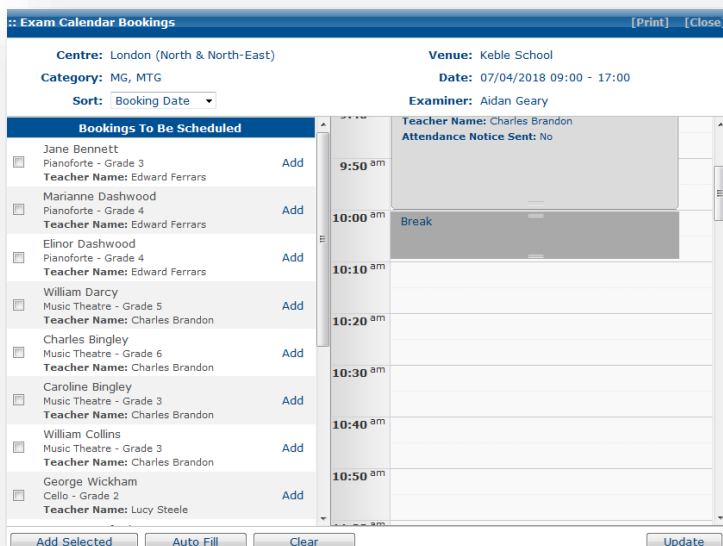 :: Exam Calendar Bookings [Print] [Close
Centre: London (North & North-East) Venue: Keble School
Category: MG, MTG Date: 07/04/2018 09:00 - 17:00
Sort: Booking Date Examiner: Aidan Geary
Bookings To Be Scheduled
Jane Bennett
Pianoforte - Grade 3 Add
Teacher Name: Edward Ferrars
Marianne Dashwood
Pianoforte - Grade 4 Add
Teacher Name: Edward Ferrars
Elinor Dashwood
Pianoforte - Grade 4 Add
Teacher Name: Edward Ferrars
William Darcy
Music Theatre - Grade 5 Add
Teacher Name: Charles Brandon
Charles Bingley
Music Theatre - Grade 6 Add
Teacher Name: Charles Brandon
Caroline Bingley
Music Theatre - Grade 3 Add
Teacher Name: Charles Brandon
William Collins
Music Theatre - Grade 3 Add
Teacher Name: Charles Brandon
George Wickham
Cello - Grade 2 Add
Teacher Name: Lucy Steele
Teacher Name: Charles Brandon
Attendance Notice Sent: No
9:50 am
10:00 am Break
10:10 am
10:20 am
10:30 am
10:40 am
10:50 am
Add Selected Auto Fill Clear Update